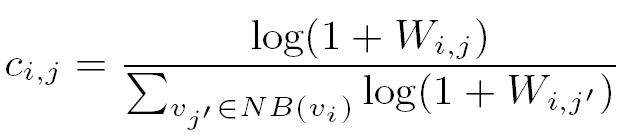 c_{i,j} = \frac{\log(1 + W_{i,j})}{\sum_{v_{j'} \in NB(v_i)} \log(1 + W_{i,j'})}